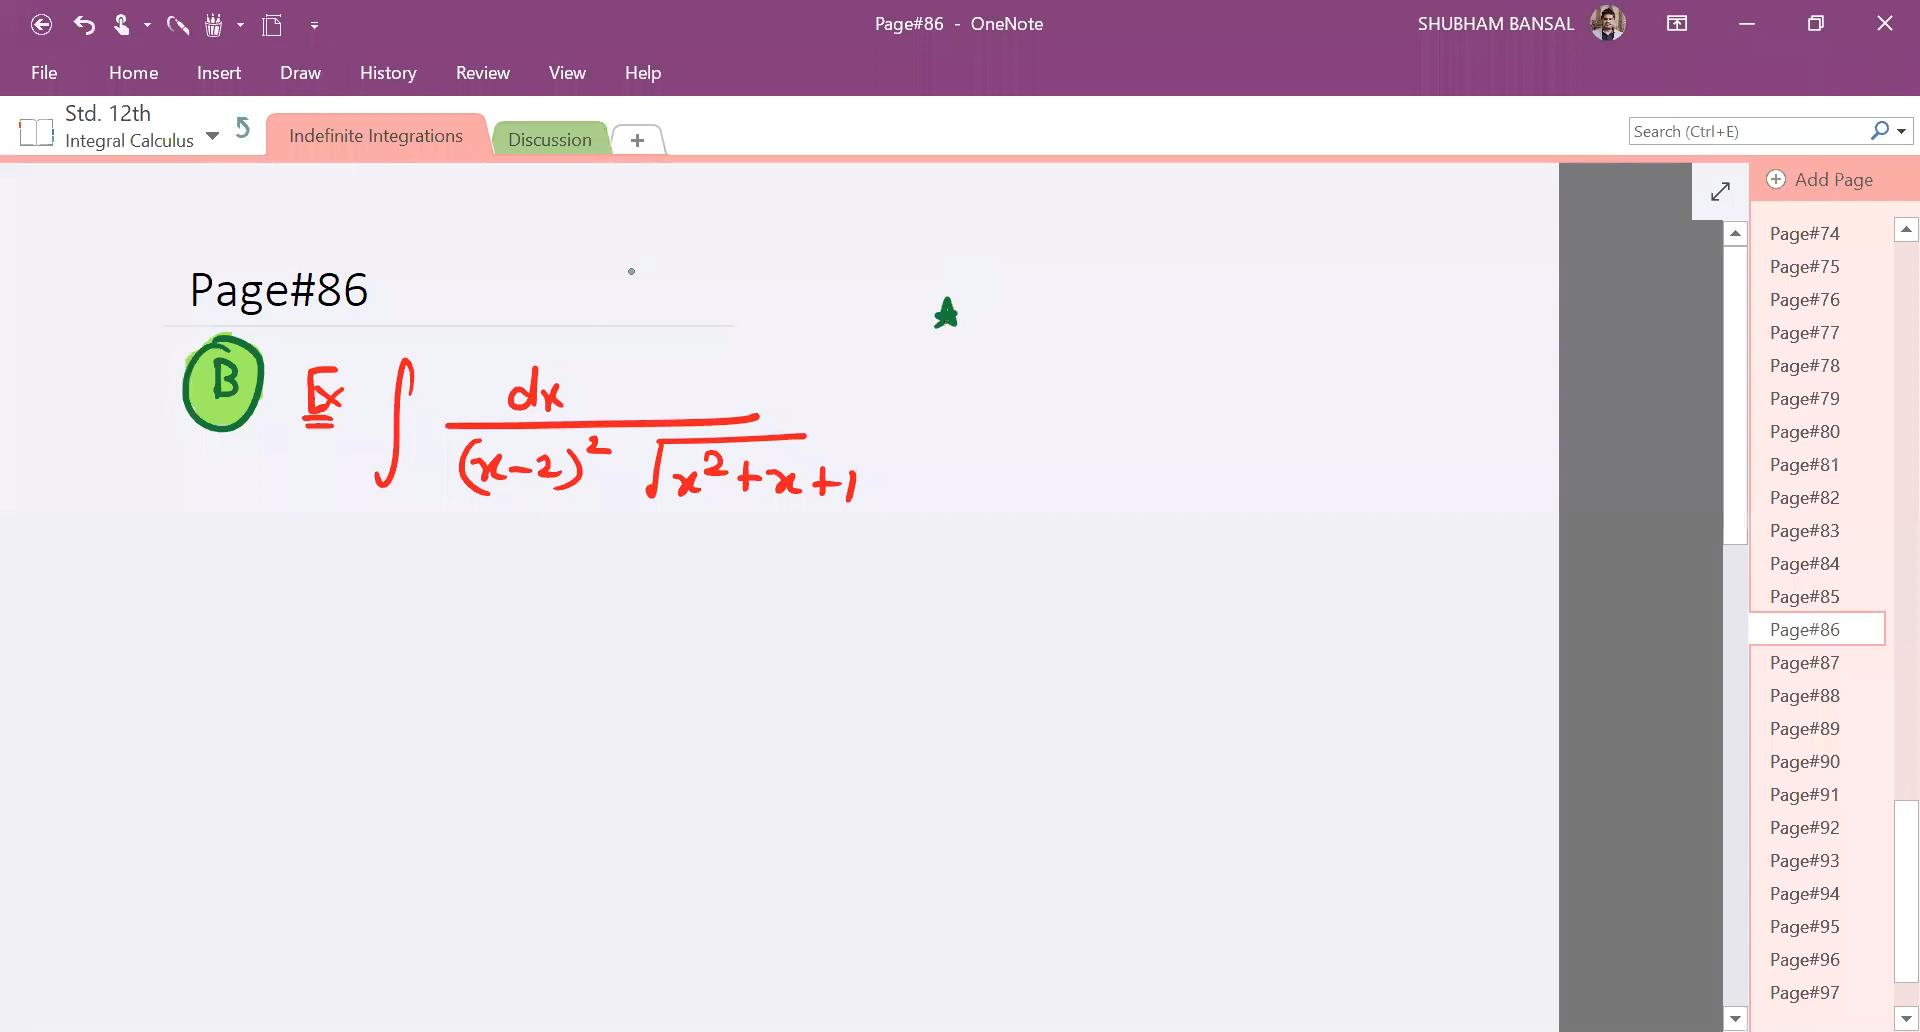 Page#86 - OneNote
SHUBHAM BANSAL
File Home Insert Draw History Review View Help
Std. 12th
Integral Calculus
Indefinite Integrations
Discussion
+
Search (Ctrl+E)
Add Page
Page#86
B Ex ∫ dx / (x-2)² √x²+x+1
Page#74
Page#75
Page#76
Page#77
Page#78
Page#79
Page#80
Page#81
Page#82
Page#83
Page#84
Page#85
Page#86
Page#87
Page#88
Page#89
Page#90
Page#91
Page#92
Page#93
Page#94
Page#95
Page#96
Page#97